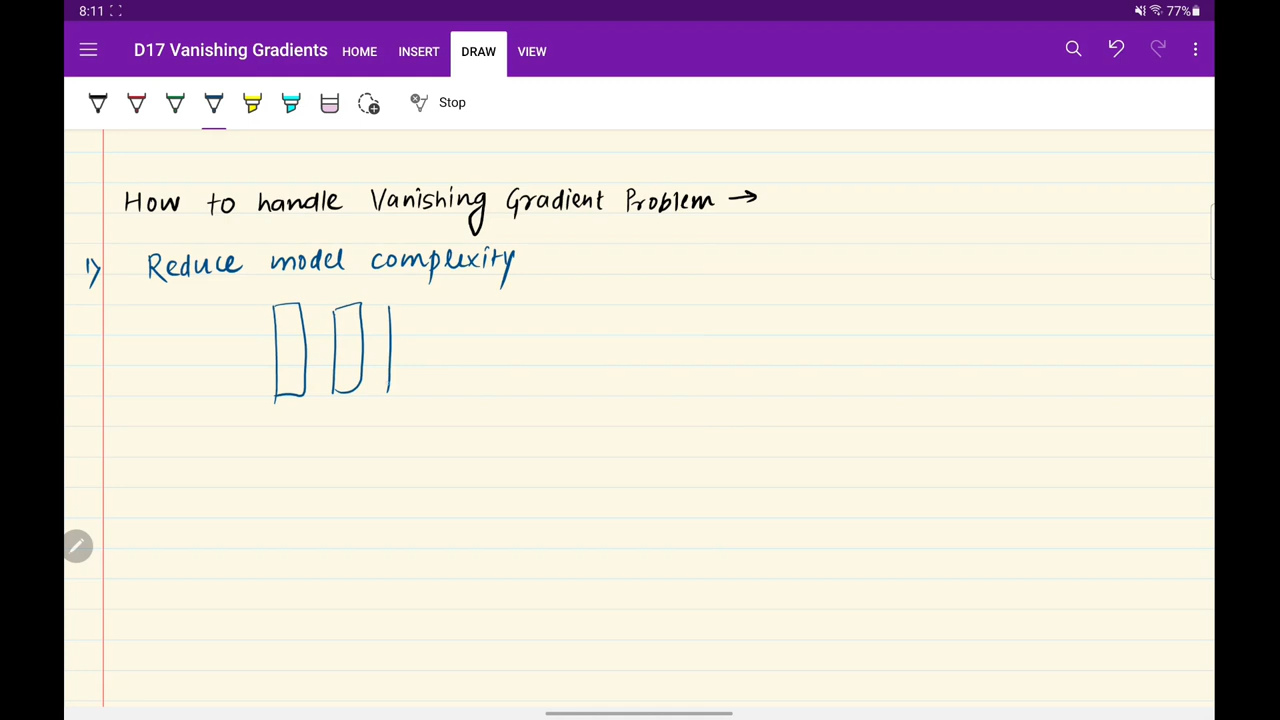 8:11 77%
D17 Vanishing Gradients HOME INSERT DRAW VIEW
Stop
How to handle Vanishing Gradient Problem →
1) Reduce model complexity